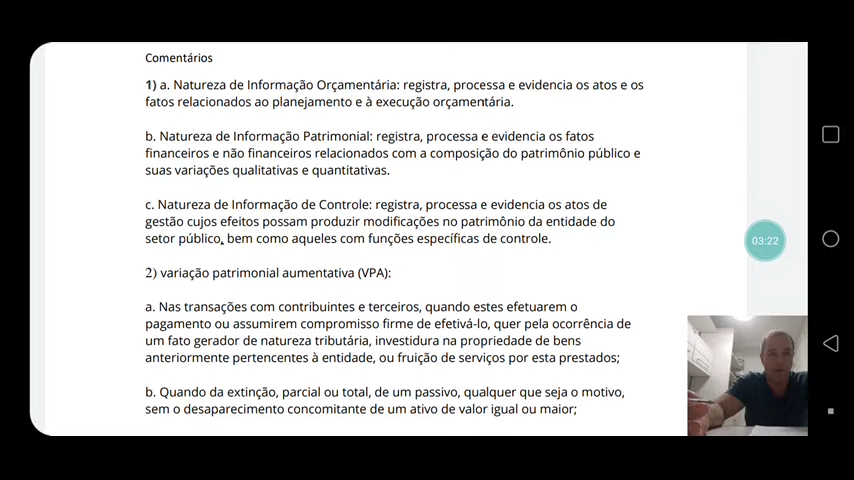 Comentários
1) a. Natureza de Informação Orçamentária: registra, processa e evidencia os atos e os
fatos relacionados ao planejamento e à execução orçamentária.
b. Natureza de Informação Patrimonial: registra, processa e evidencia os fatos
financeiros e não financeiros relacionados com a composição do patrimônio público e
suas variações qualitativas e quantitativas.
c. Natureza de Informação de Controle: registra, processa e evidencia os atos de
gestão cujos efeitos possam produzir modificações no patrimônio da entidade do
setor público, bem como aqueles com funções específicas de controle.
03:22
2) variação patrimonial aumentativa (VPA):
a. Nas transações com contribuintes e terceiros, quando estes efetuarem o
pagamento ou assumirem compromisso firme de efetivá-lo, quer pela ocorrência de
um fato gerador de natureza tributária, investidura na propriedade de bens
anteriormente pertencentes à entidade, ou fruição de serviços por esta prestados;
b. Quando da extinção, parcial ou total, de um passivo, qualquer que seja o motivo,
sem o desaparecimento concomitante de um ativo de valor igual ou maior;